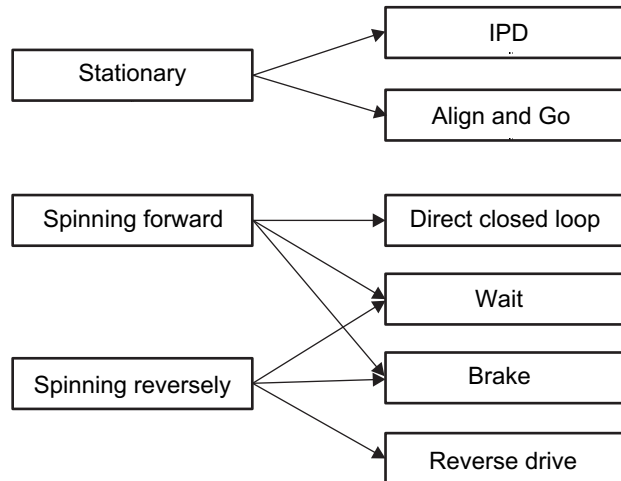 IPD
Stationary
Align and Go
Spinning forward
Direct closed loop
Wait
Spinning reversely
Brake
Reverse drive